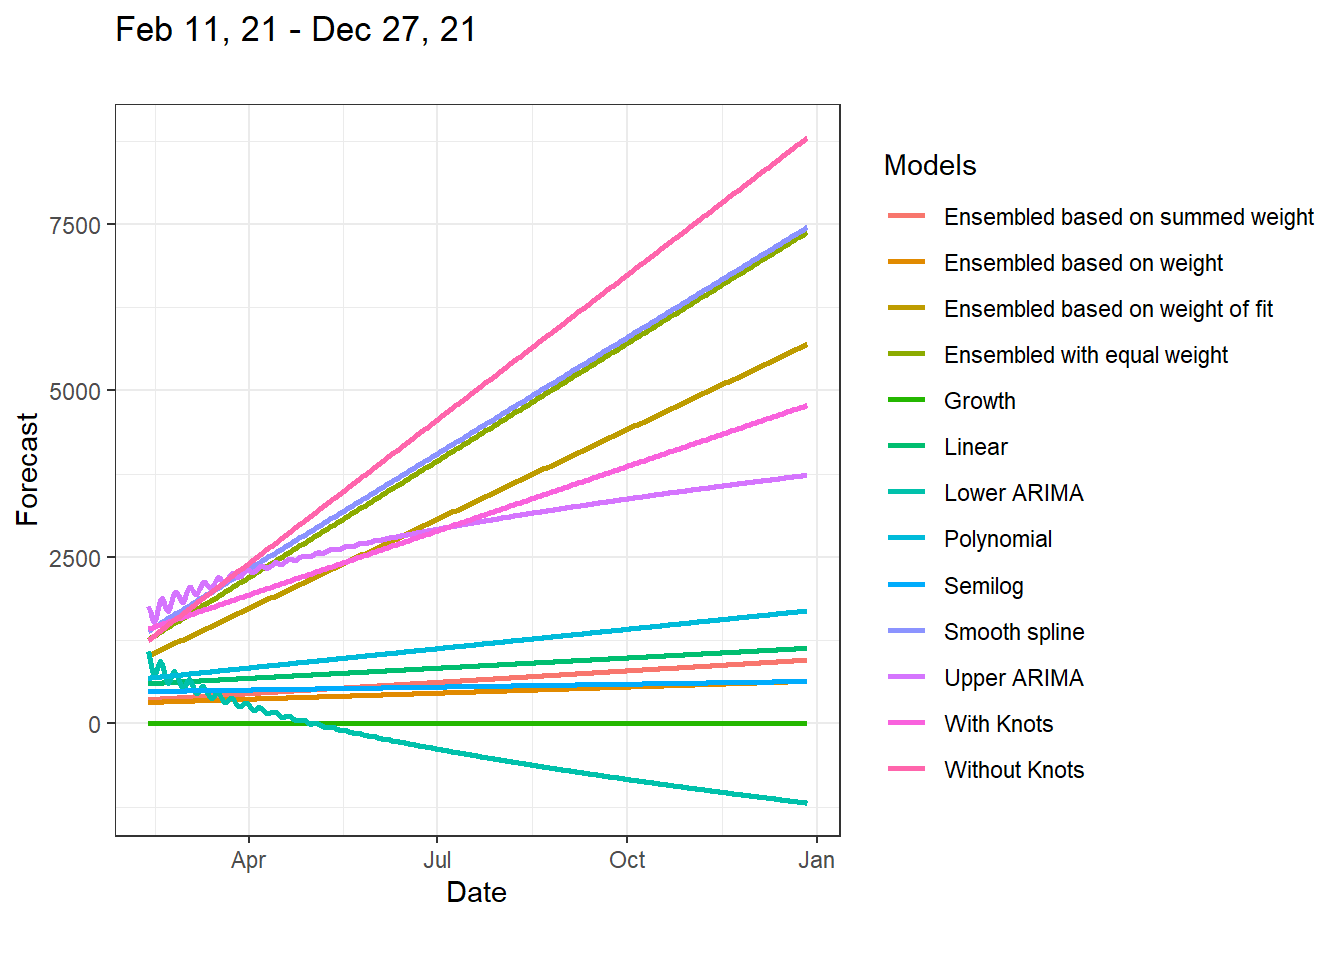 Feb 11, 21 - Dec 27, 21
7500
5000
2500
0
Forecast
Apr
Jul
Oct
Jan
Date
Models
Ensembled based on summed weight
Ensembled based on weight
Ensembled based on weight of fit
Ensembled with equal weight
Growth
Linear
Lower ARIMA
Polynomial
Semilog
Smooth spline
Upper ARIMA
With Knots
Without Knots